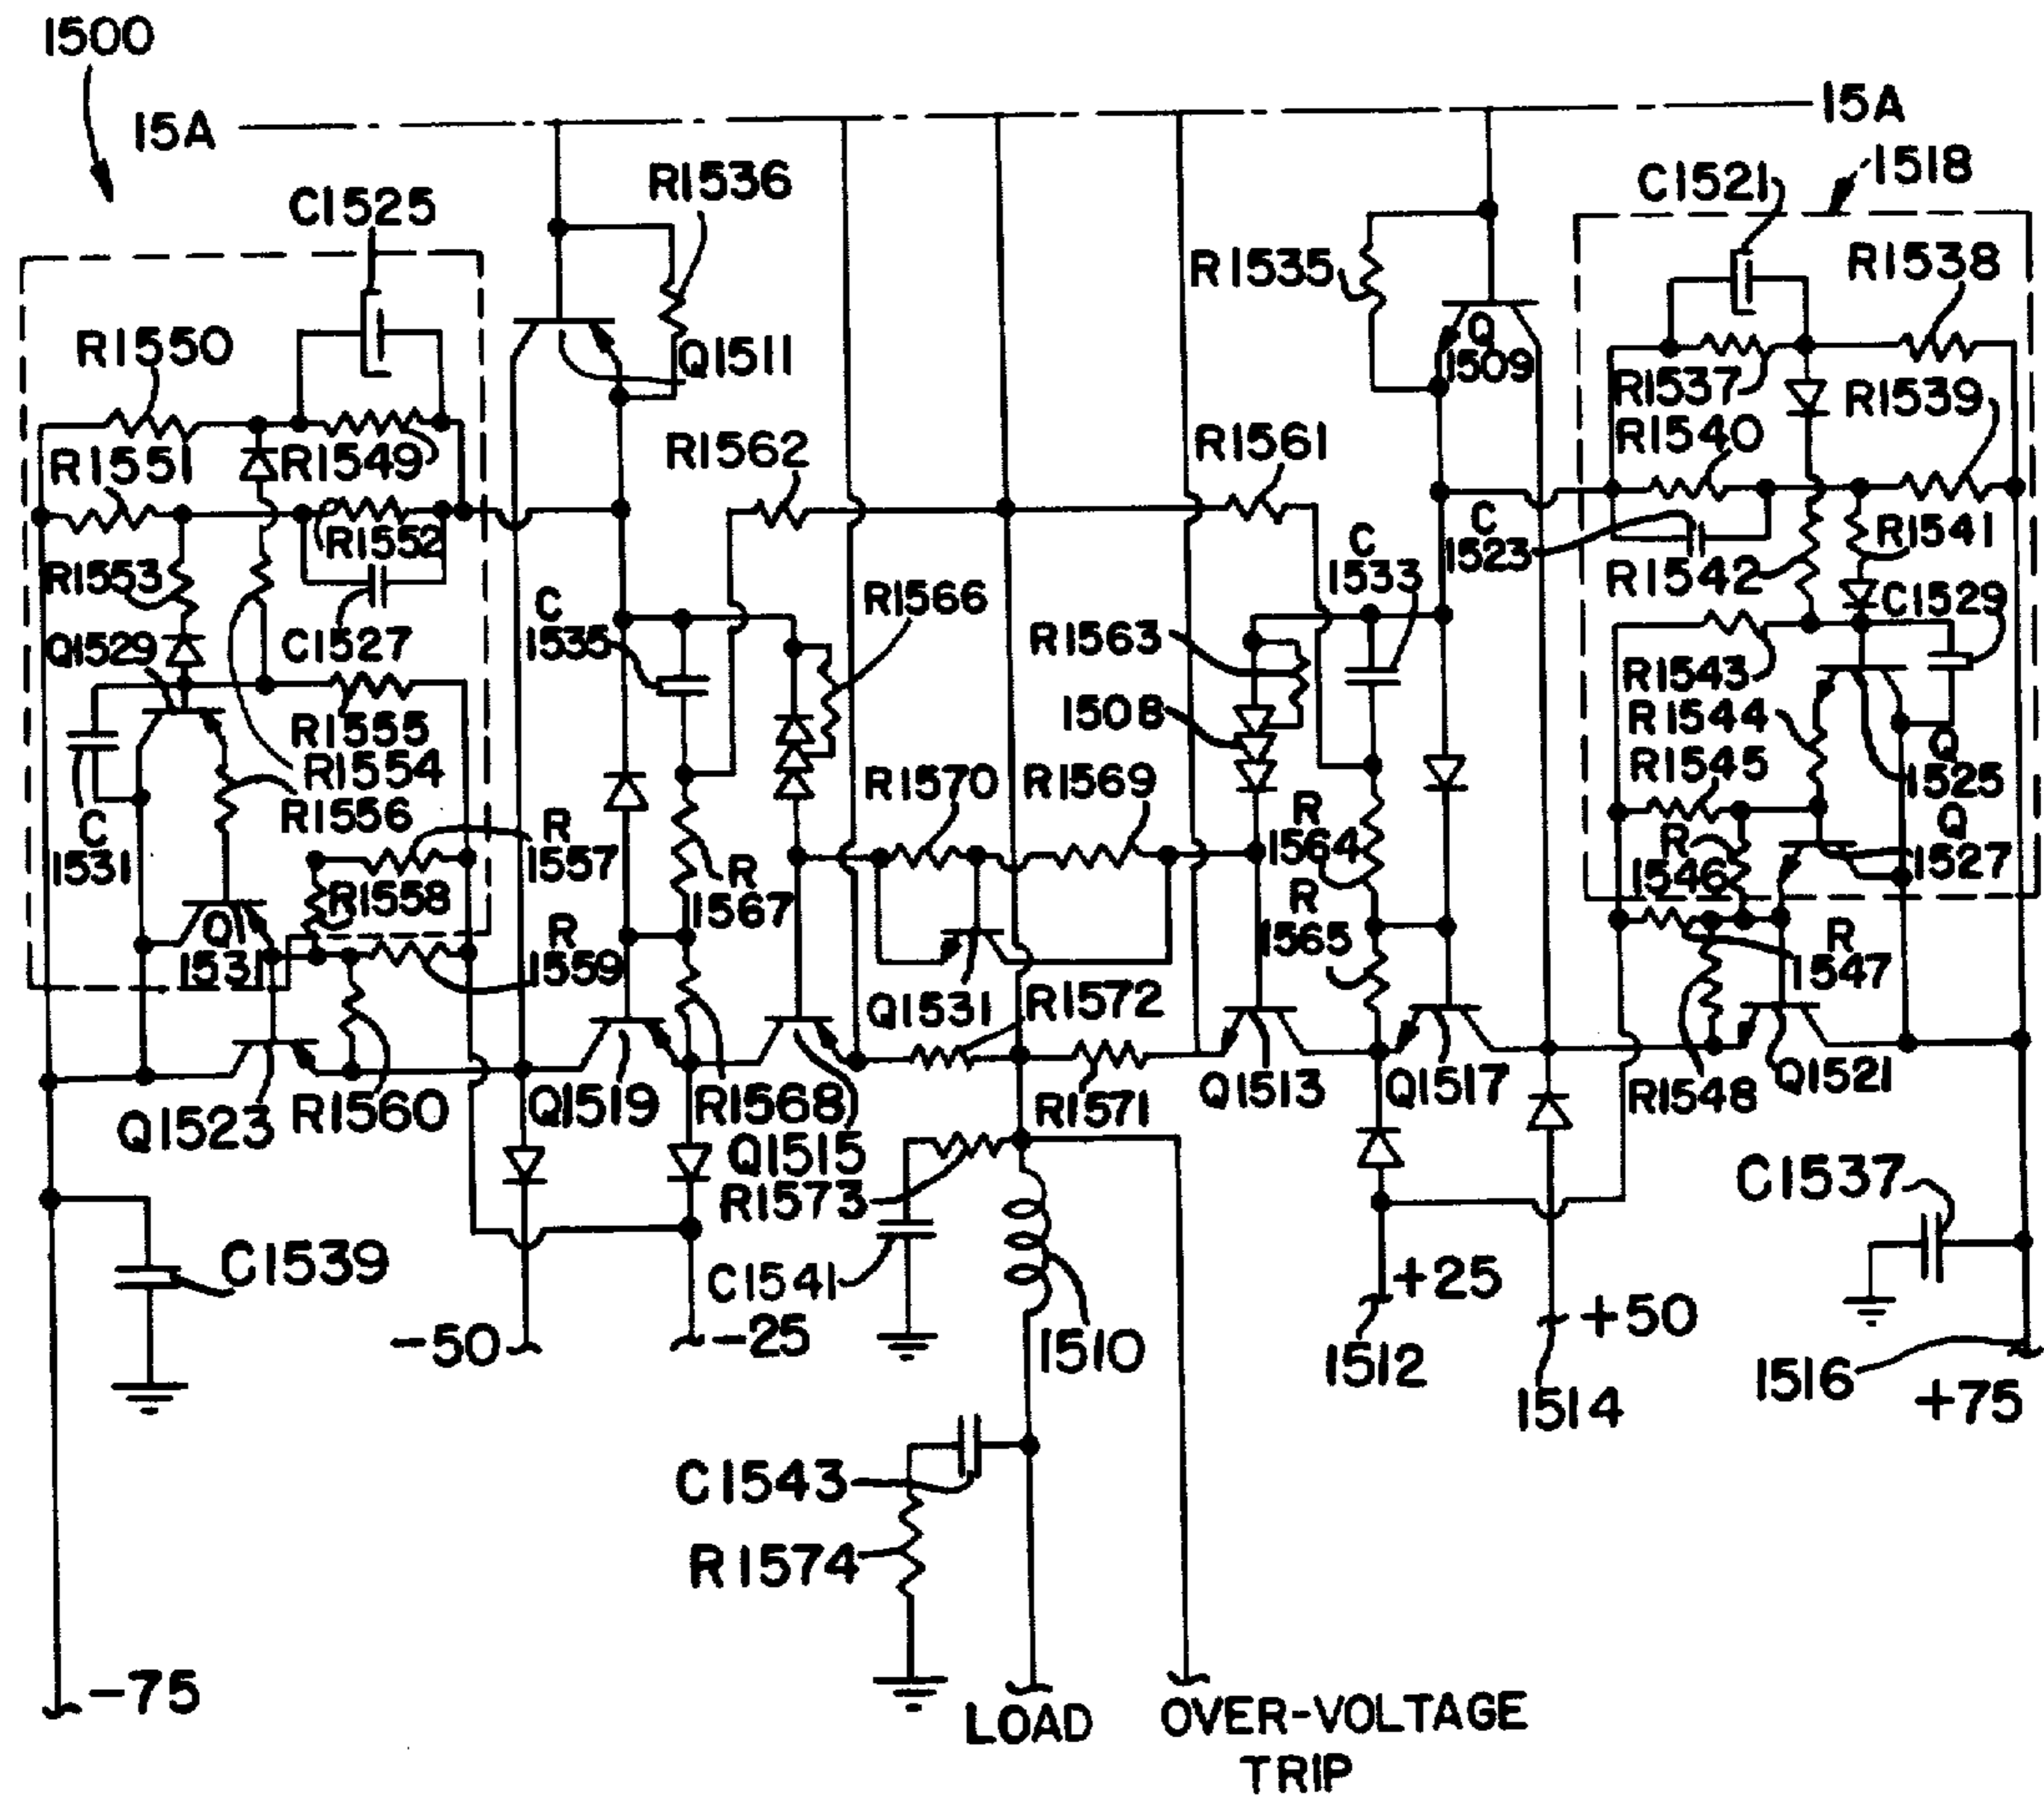 1500
15A
15A
R1536
C1521
1518
C1525
R1535
R1538
R1550
Q1511
Q
1509
R1537
R1539
R1551
R1549
R1562
R1561
R1540
R1552
C
1523
R1541
R1553
C
1533
R1542
C1529
Q1529
C1527
C
1535
R1566
R1563
R1543
R1555
1508
R1544
R1554
R1570
R1569
R1545
Q
1525
R1556
C
1531
R
1557
R
1564
R
1546
Q
1527
R1558
R
1567
Q
1531
R
1559
R
1565
R
1547
Q1531
R1572
Q1523
R1560
Q1519
R1568
R1571
Q1513
Q1517
R1548
Q1521
Q1515
R1573
C1537
C1539
C1541
-50
-25
1510
+25
1512
+50
1514
1516
+75
C1543
R1574
-75
LOAD
OVER-VOLTAGE
TRIP